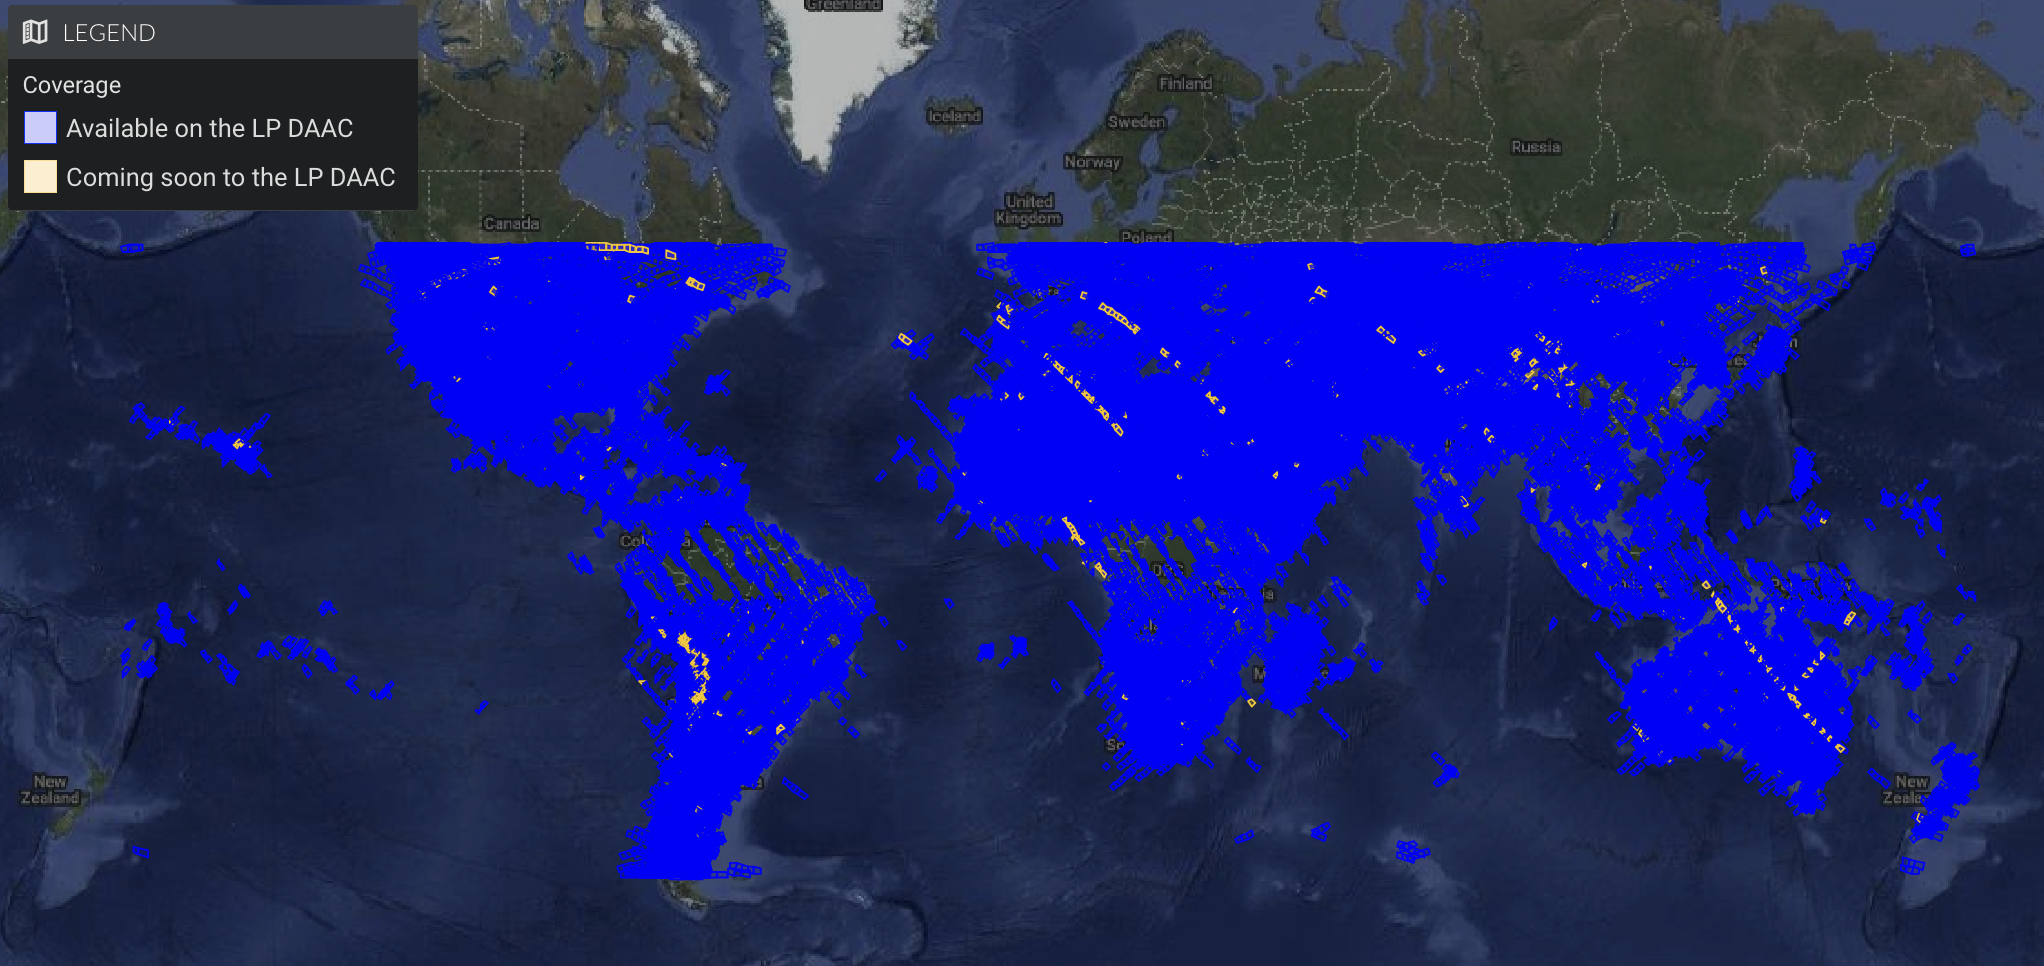 LEGEND
Coverage
Available on the LP DAAC
Coming soon to the LP DAAC
Greenland
Iceland
Finland
Sweden
Norway
Russia
United
Kingdom
Poland
Canada
New
Zealand
New